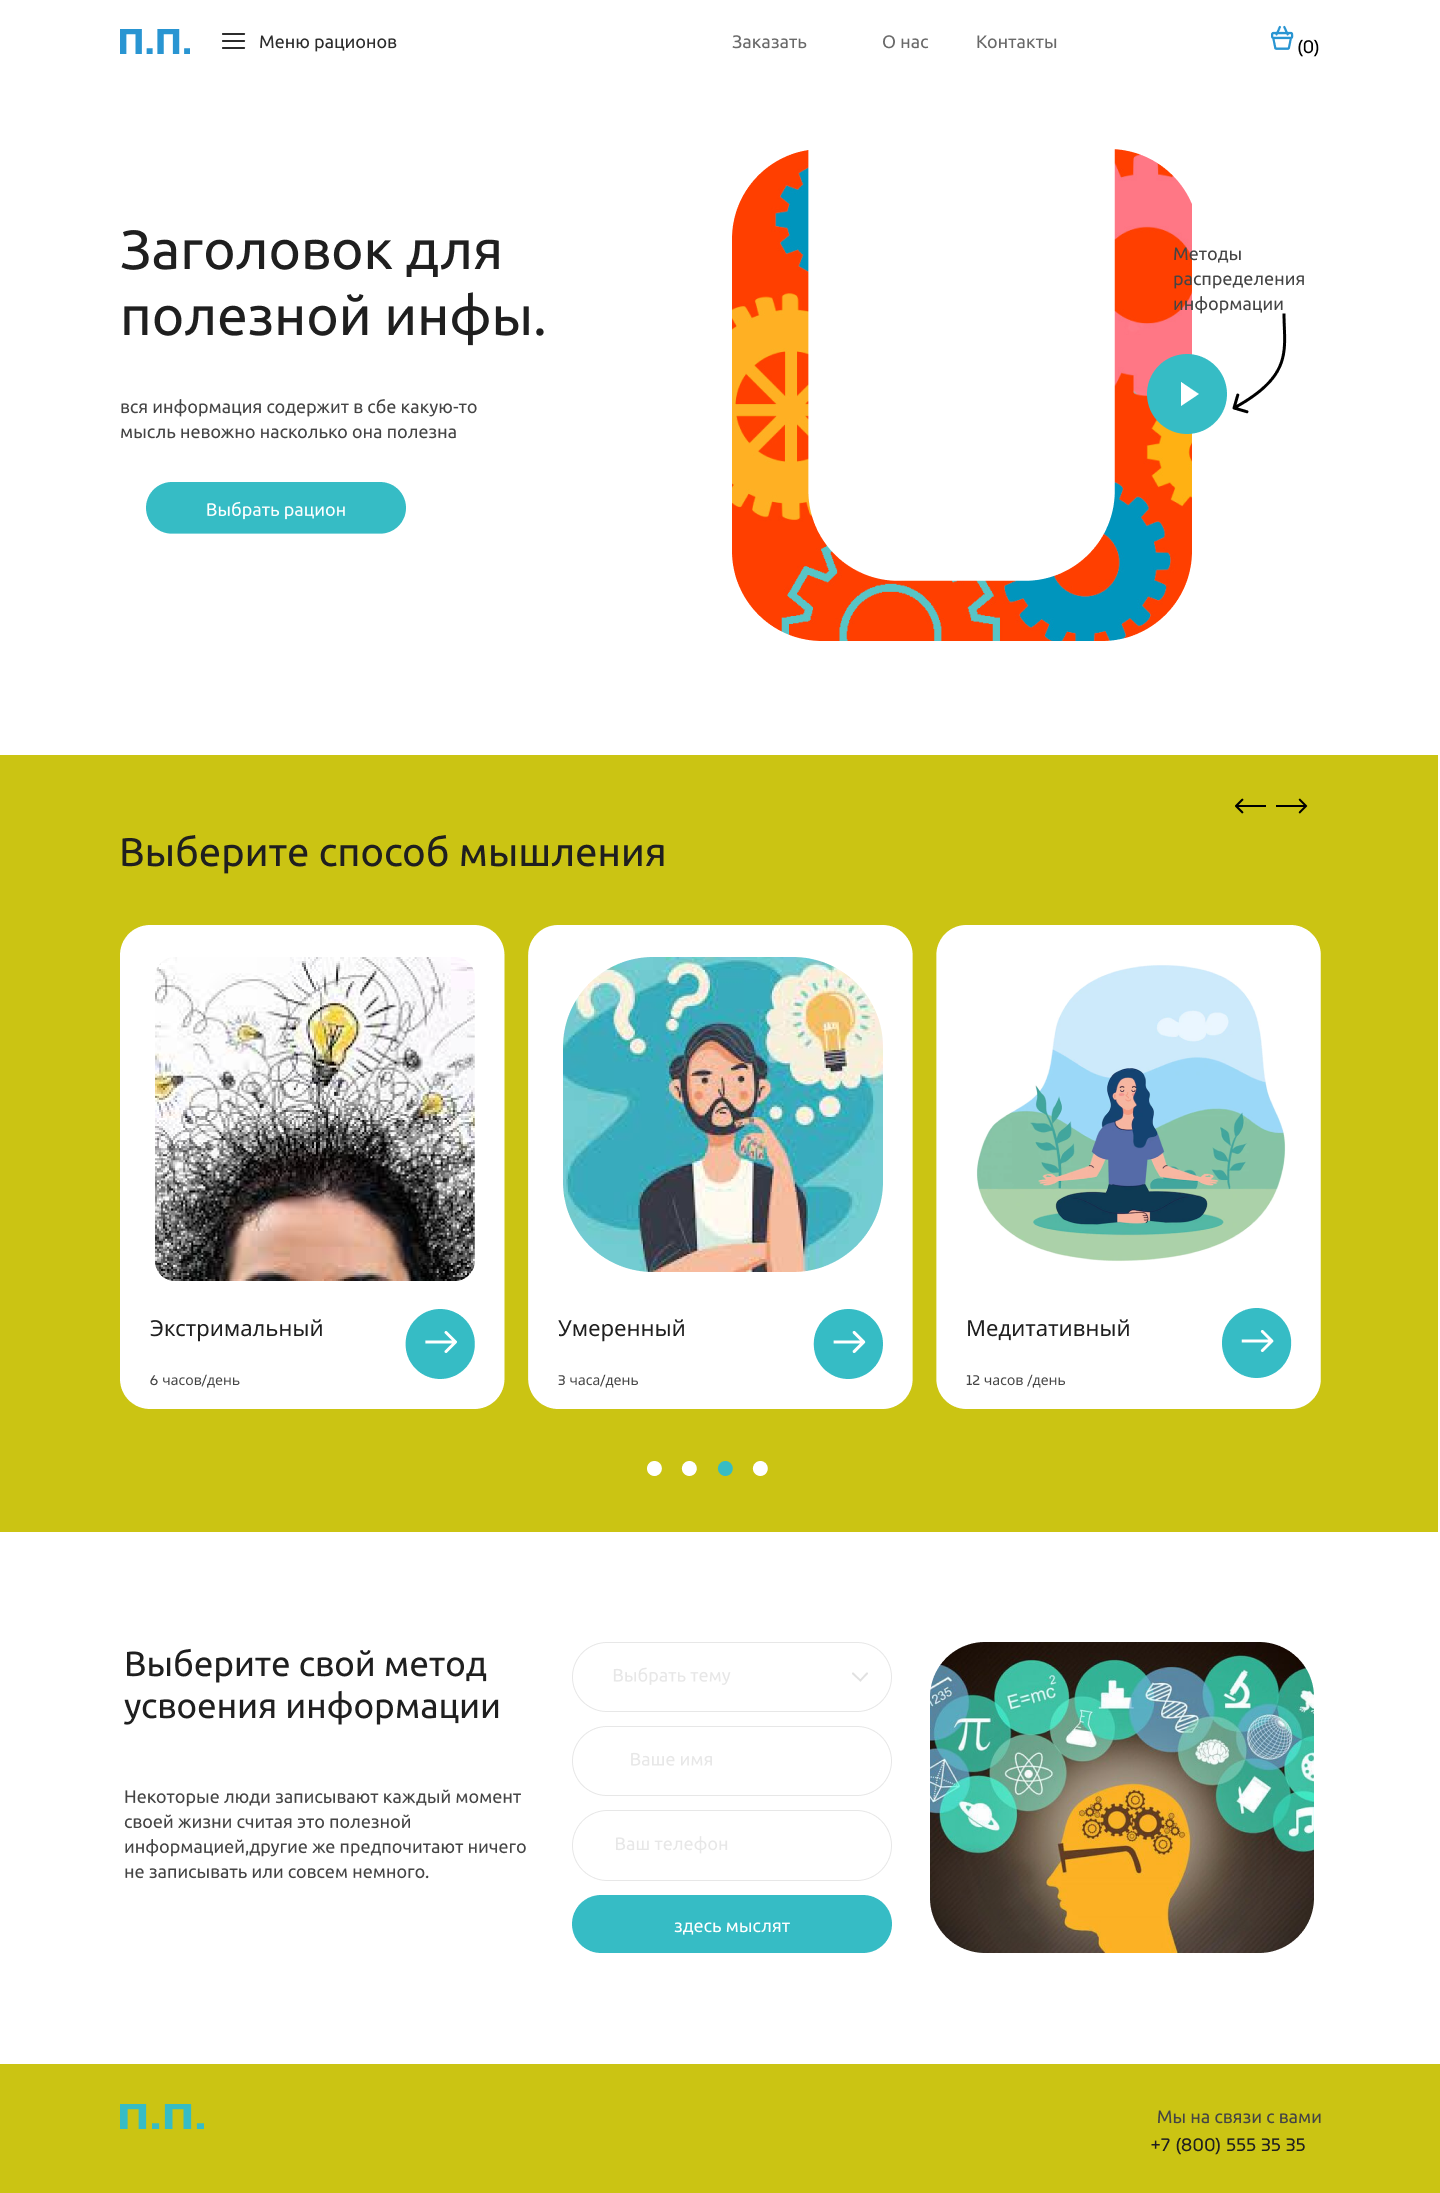 П.П.
Меню рационов
Заказать
О нас
Контакты
(0)
Заголовок для
полезной инфы.
Методы
распределения
информации
вся информация содержит в сбе какую-то
мысль невожно насколько она полезна
Выбрать рацион
Выберите способ мышления
Экстримальный
6 часов/день
Умеренный
3 часа/день
Медитативный
12 часов /день
Выберите свой метод
усвоения информации
Некоторые люди записывают каждый момент
своей жизни считая это полезной
информацией,другие же предпочитают ничего
не записывать или совсем немного.
Выбрать тему
Ваше имя
Ваш телефон
здесь мыслят
1235
E=mc2
π
П.П.
Мы на связи с вами
+7 (800) 555 35 35